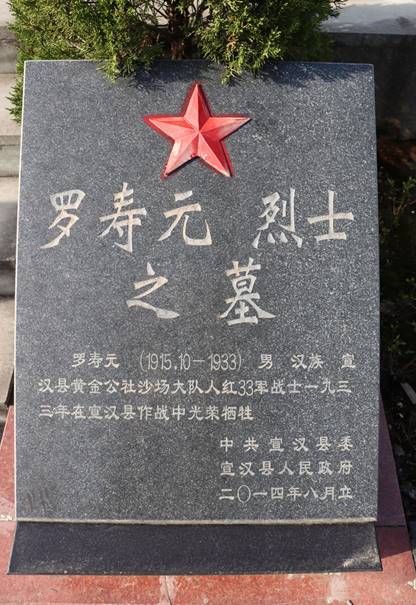 罗寿元 烈士
之墓
罗寿元 (1915.10-1933) 男 汉族 宣
汉县黄金公社沙场大队人红33军战士一九三
三年在宣汉县作战中光荣牺牲
中共宣汉县委
宣汉县人民政府
二〇一四年八月立